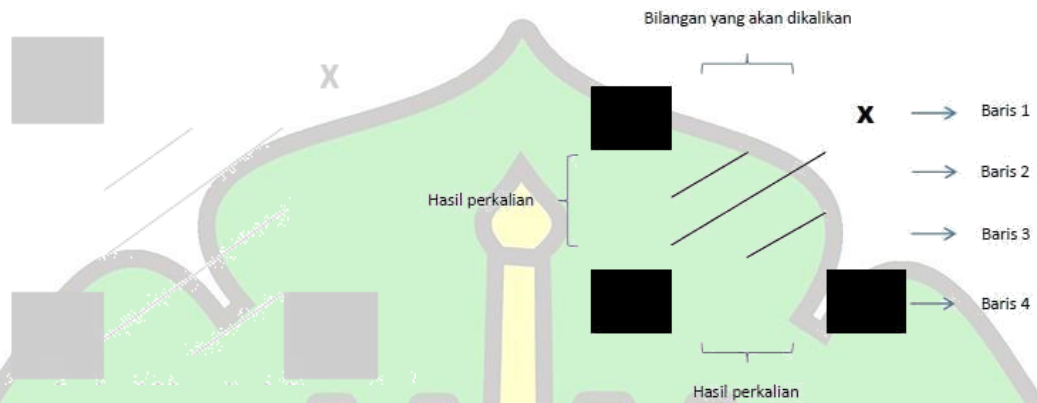 Bilangan yang akan dikalikan
X
X
Baris 1
Baris 2
Hasil perkalian
Baris 3
Baris 4
Hasil perkalian